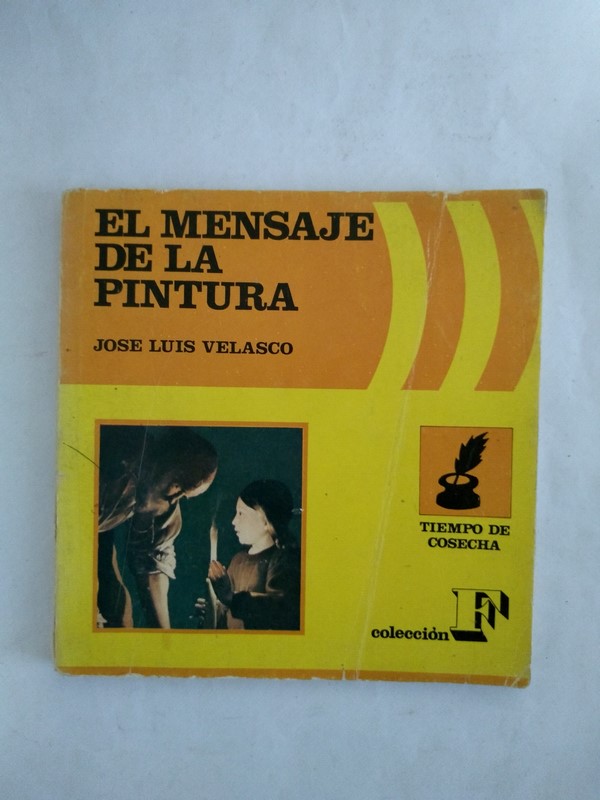 EL MENSAJE
DE LA
PINTURA
JOSE LUIS VELASCO
TIEMPO DE
COSECHA
colección F